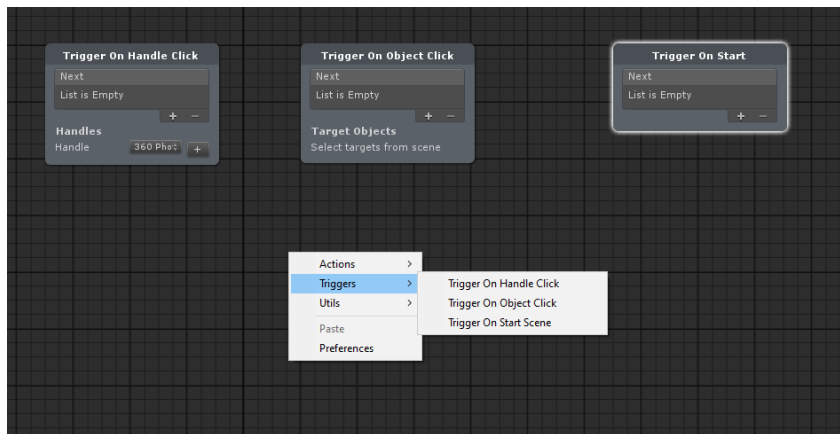 Trigger On Handle Click
Next
List is Empty
+ −
Handles
Handle 360 Pho +
Trigger On Object Click
Next
List is Empty
+ −
Target Objects
Select targets from scene
Trigger On Start
Next
List is Empty
+ −
Actions >
Triggers >
Utils >
Paste
Preferences
Trigger On Handle Click
Trigger On Object Click
Trigger On Start Scene